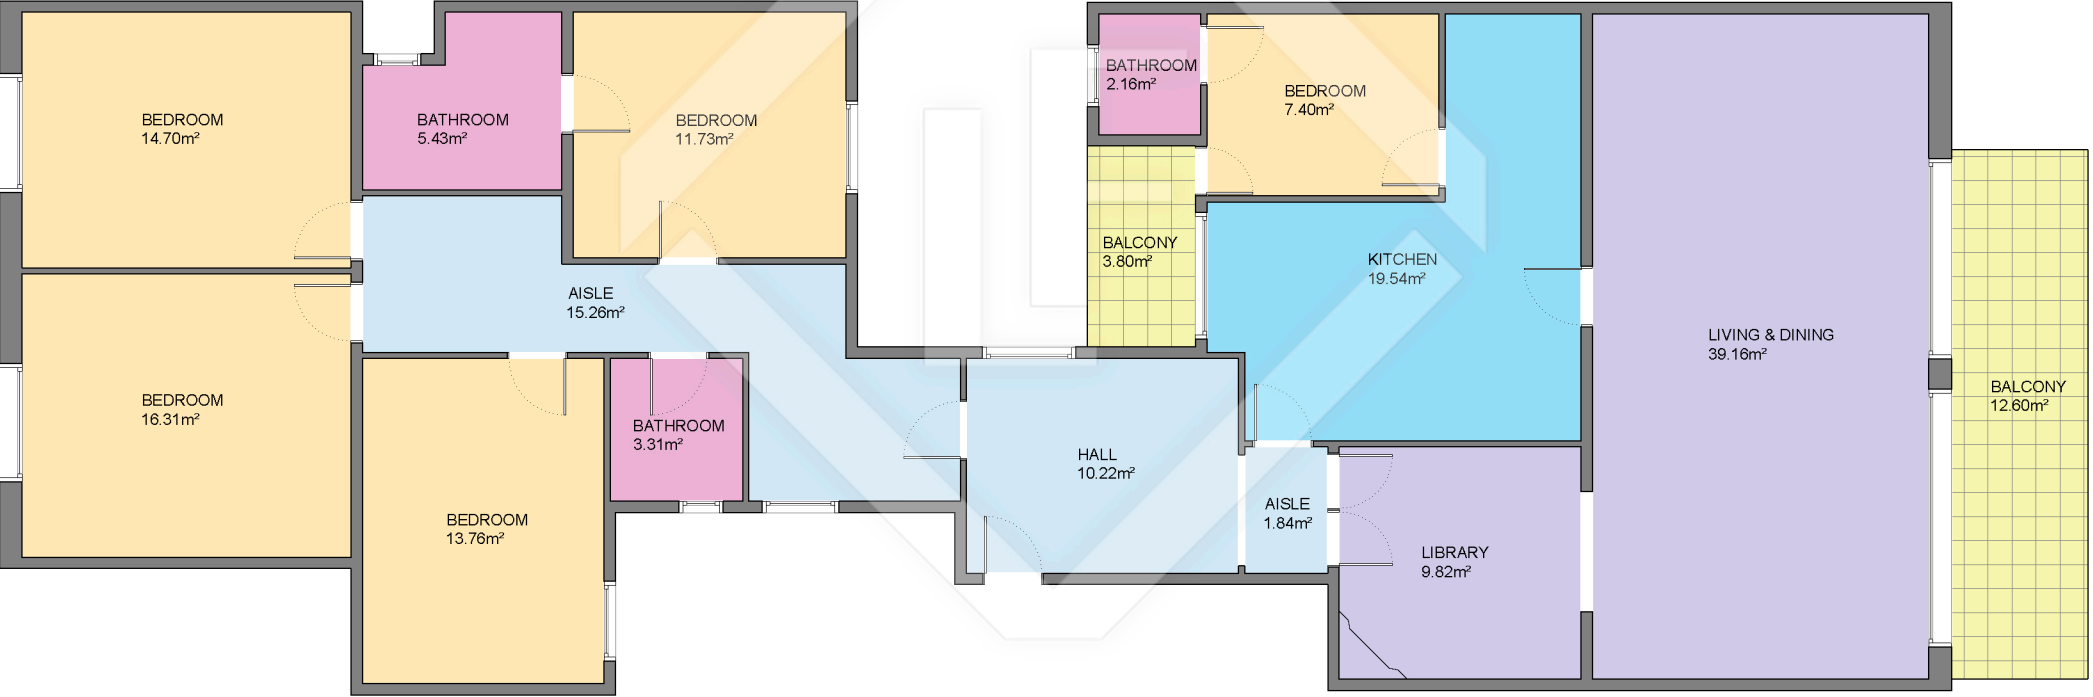 BEDROOM
14.70m²
BATHROOM
5.43m²
BEDROOM
11.73m²
BATHROOM
2.16m²
BEDROOM
7.40m²
BALCONY
3.80m²
KITCHEN
19.54m²
AISLE
15.26m²
LIVING & DINING
39.16m²
BEDROOM
16.31m²
BALCONY
12.60m²
BATHROOM
3.31m²
HALL
10.22m²
AISLE
1.84m²
BEDROOM
13.76m²
LIBRARY
9.82m²